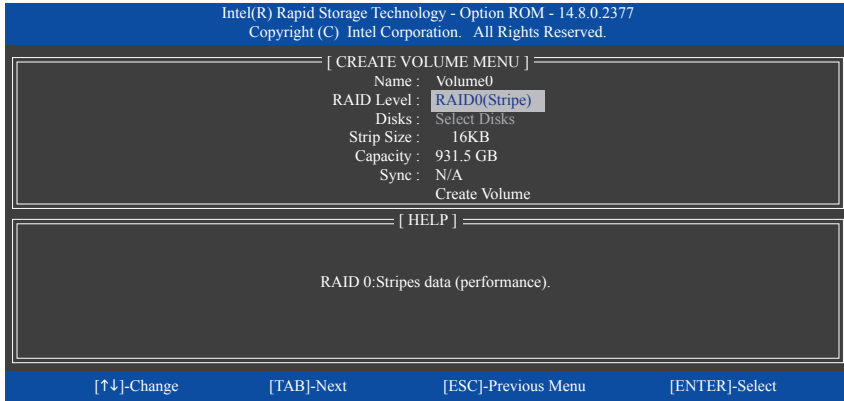 Intel(R) Rapid Storage Technology - Option ROM - 14.8.0.2377
Copyright (C) Intel Corporation. All Rights Reserved.
[ CREATE VOLUME MENU ]
Name : Volume0
RAID Level : RAID0(Stripe)
Disks : Select Disks
Strip Size : 16KB
Capacity : 931.5 GB
Sync : N/A
Create Volume
[ HELP ]
RAID 0:Stripes data (performance).
[↑↓]-Change [TAB]-Next [ESC]-Previous Menu [ENTER]-Select